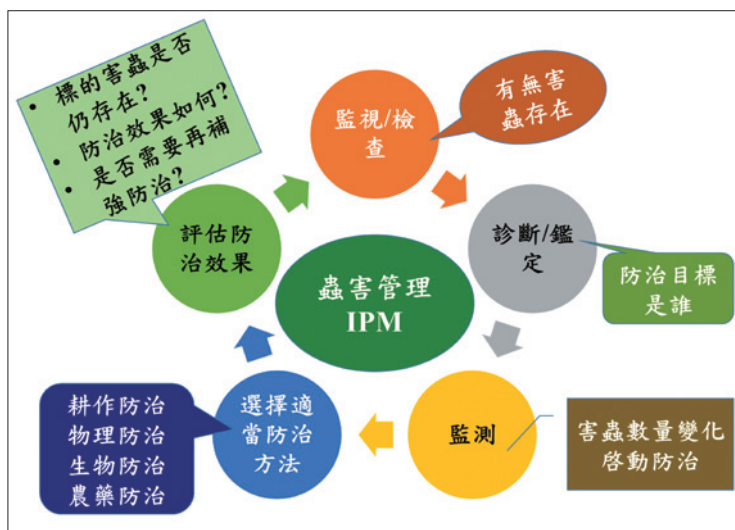 • 標的害蟲是否
仍存在?
• 防治效果如何?
• 是否需要再補
強防治?
監視/檢
查
有無害
蟲存在
診斷/鑑
定
防治目標
是誰
監測
害蟲數量變化
啓動防治
選擇適
當防治
方法
耕作防治
物理防治
生物防治
農藥防治
評估防
治效果
蟲害管理
IPM